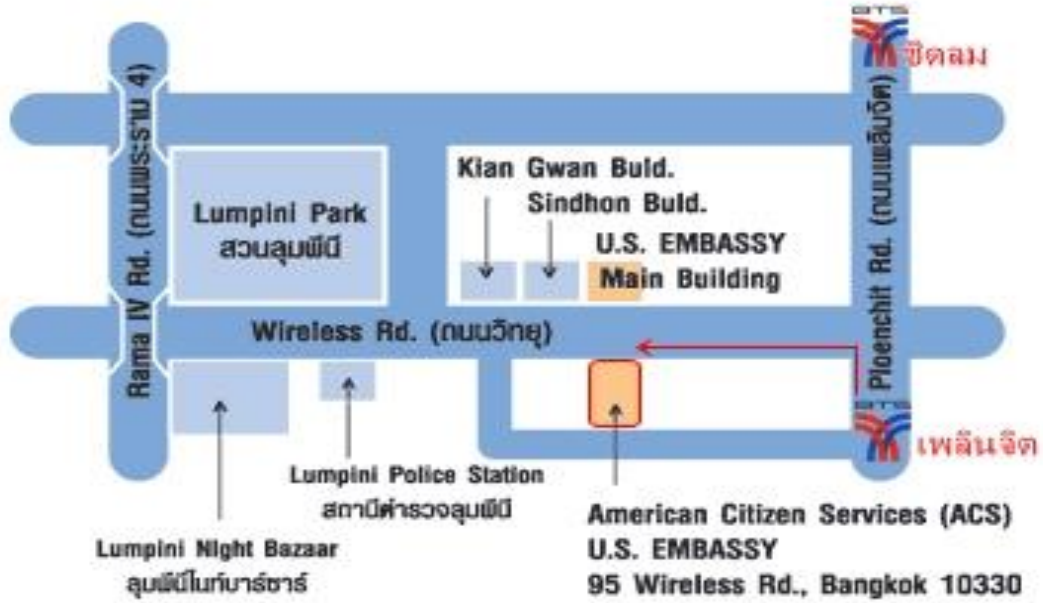 BTS
ชิดลม
Rama IV Rd. (ถนนพระราม 4)
Ploenchit Rd. (ถนนเพลินจิต)
Kian Gwan Buld.
Sindhon Buld.
Lumpini Park
สวนลุมพีนี
U.S. EMBASSY
Main Building
Wireless Rd. (ถนนวิทยุ)
BTS
เพลินจิต
Lumpini Police Station
สถานีตำรวจลุมพีนี
Lumpini Night Bazaar
ลุมพีนีไนท์บาร์ซาร์
American Citizen Services (ACS)
U.S. EMBASSY
95 Wireless Rd., Bangkok 10330